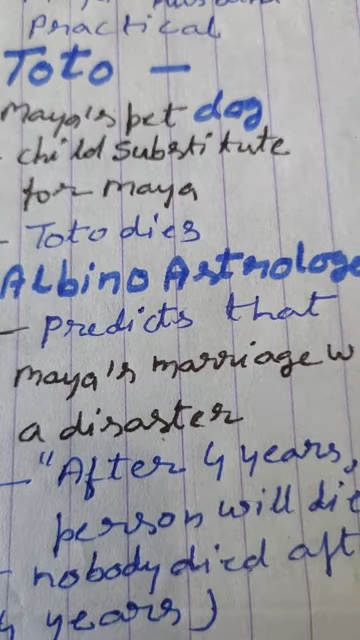 Practical
Toto —
Maya's pet dog
- child substitute
for Maya
- Toto dies
Albino Astrologe
- Predicts that
Maya's marriage w
a disaster
- "After 4 years,
person will die
- nobody died aft
4 years)